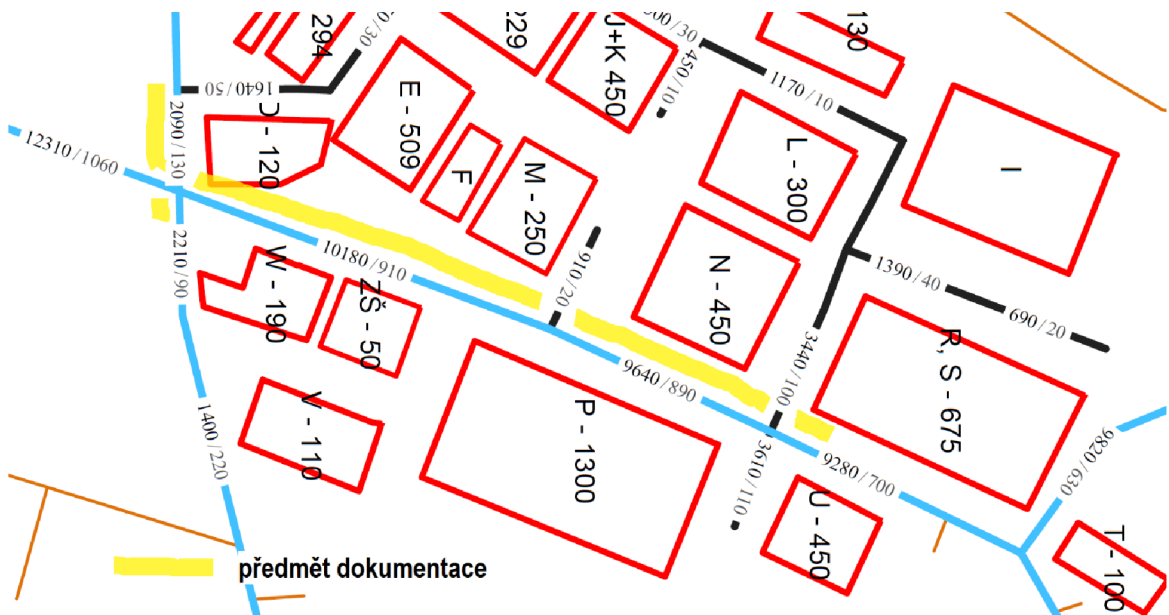 294
229
J+K 450
130
450/10
1170/10
1640/50
2090/130
12310/1060
E - 509
F
M - 250
L - 300
I
2210/90
10180/910
910/20
W - 190
ZŠ - 50
N - 450
1390/40
690/20
3440/100
R, S - 675
9640/890
V - 110
P - 1300
1400/220
3610/110
9280/700
9820/630
U - 450
T - 100
předmět dokumentace